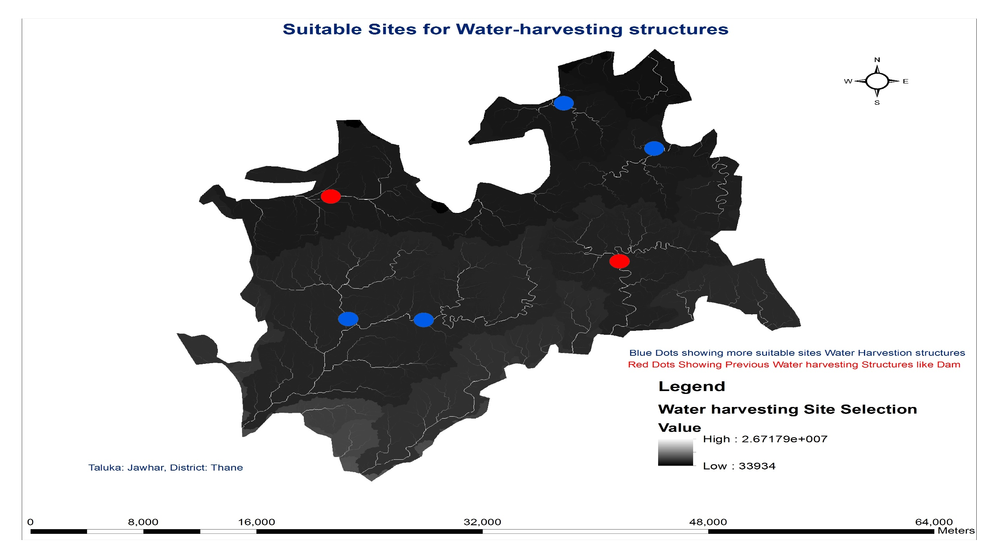 Suitable Sites for Water-harvesting structures
N
W E
S
Blue Dots showing more suitable sites Water Harvestion structures
Red Dots Showing Previous Water harvesting Structures like Dam
Legend
Water harvesting Site Selection
Value
High : 2.67179e+007
Low : 33934
Taluka: Jawhar, District: Thane
0 8,000 16,000 32,000 48,000 64,000
Meters